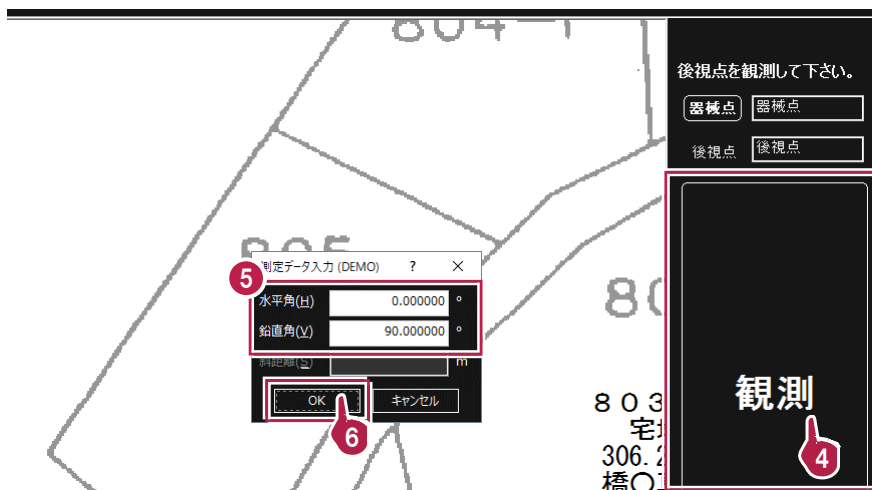 804-1
後視点を観測して下さい。
器械点 器械点
後視点 後視点
805
測定データ入力 (DEMO) ? ×
5
水平角(H) 0.000000 °
鉛直角(V) 90.000000 °
斜距離(S) m
OK キャンセル
6
観測
4
80
803
宅
306.2
橋〇